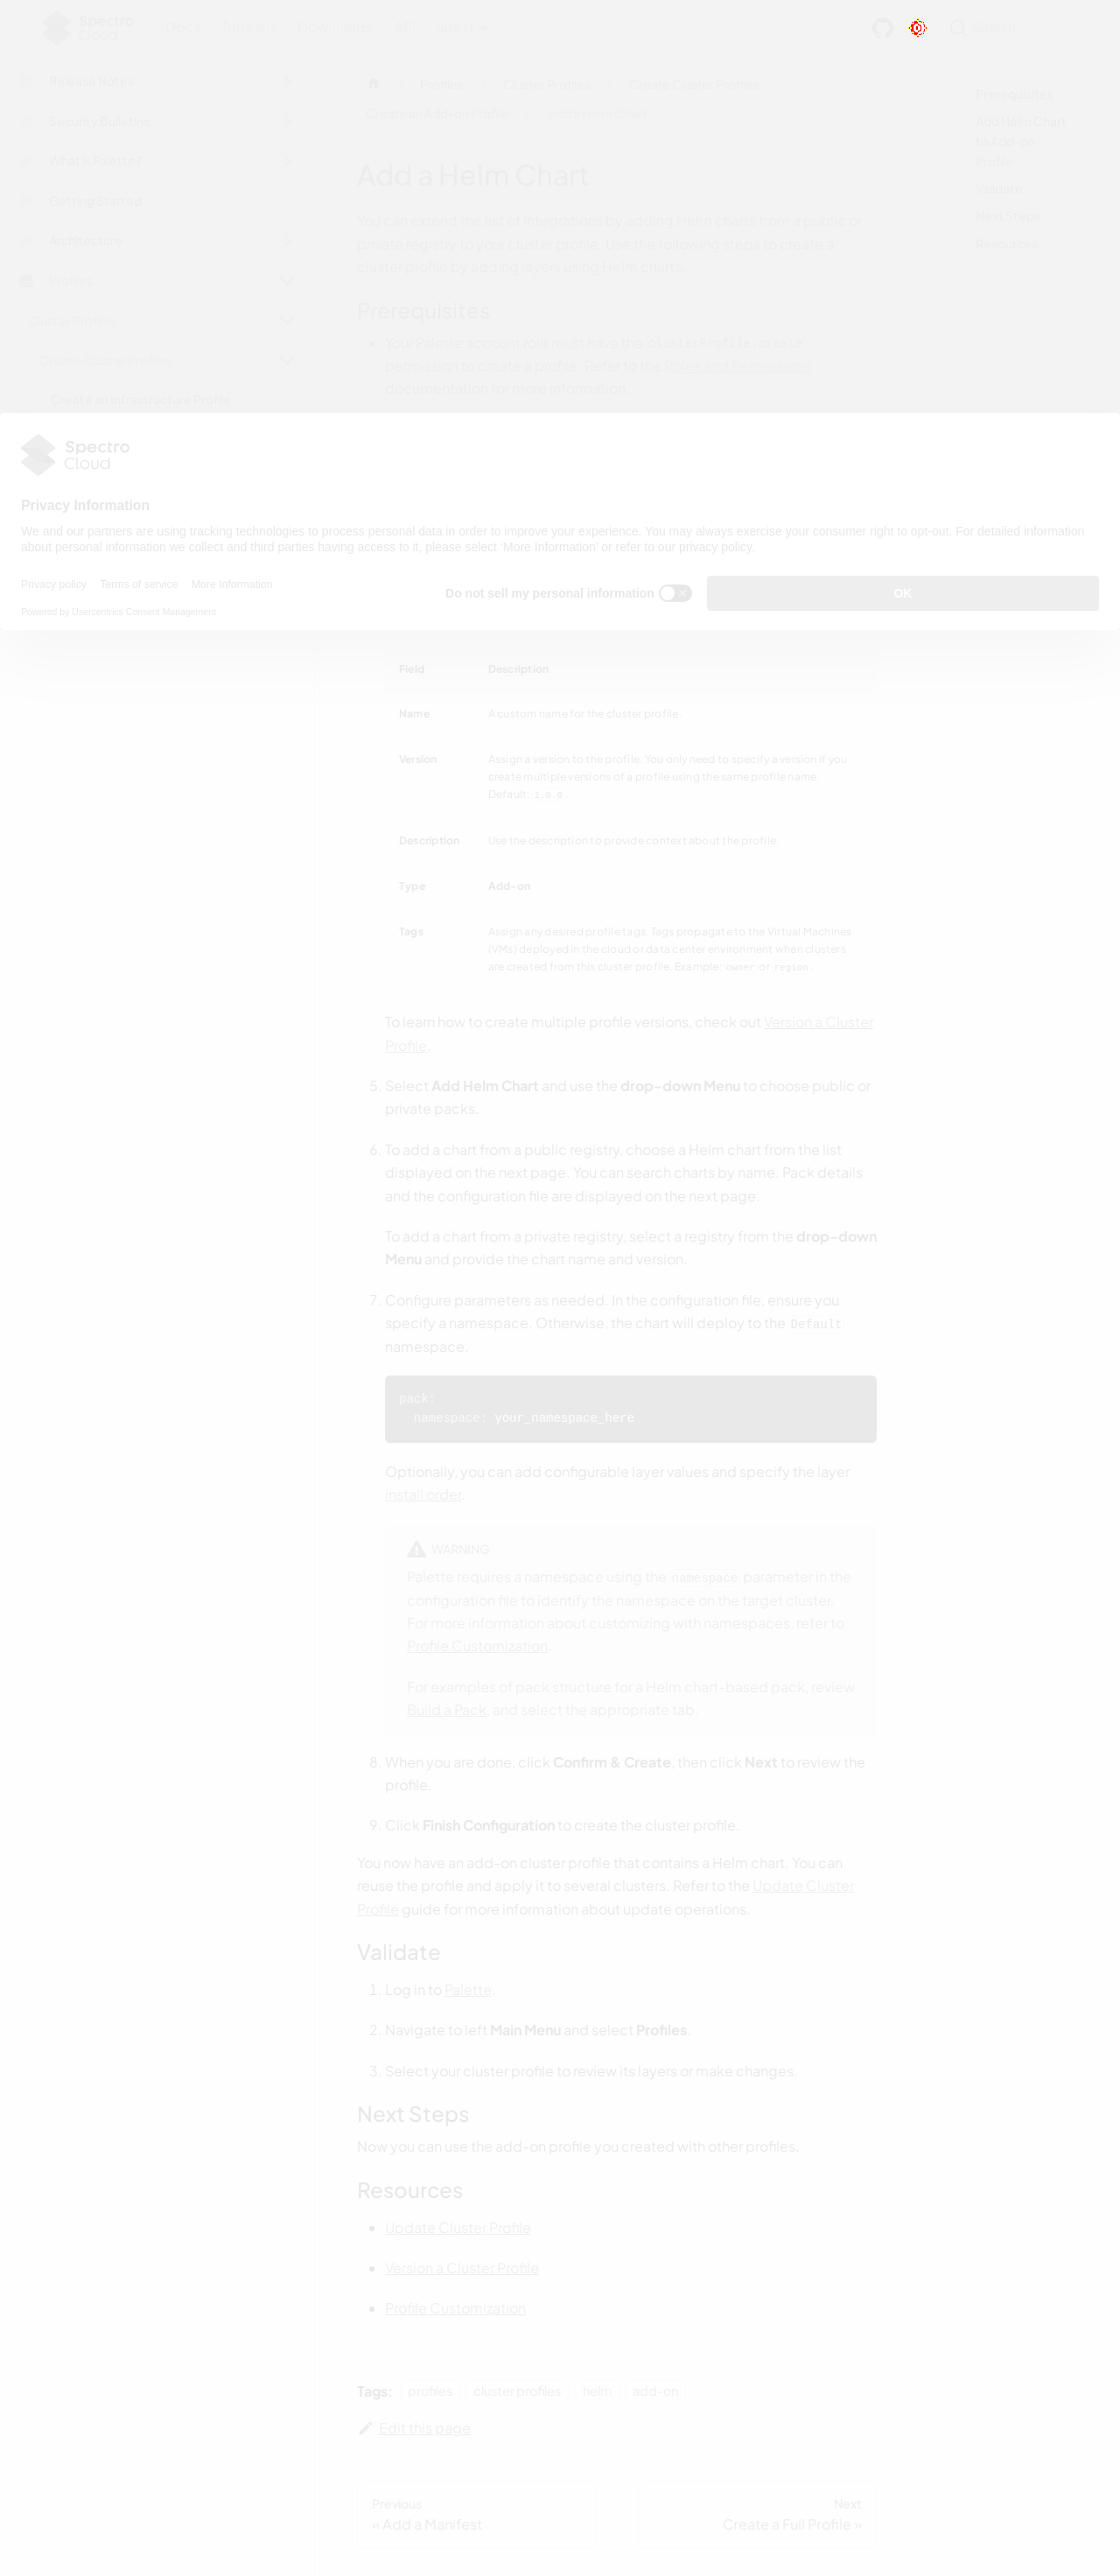 Spectro Cloud
Docs
Tutorials
Downloads
API
latest
Search
Release Notes
Security Bulletins
What is Palette?
Getting Started
Architecture
Profiles
Cluster Profiles
Create Cluster Profiles
Create an Infrastructure Profile
Profiles
Cluster Profiles
Create Cluster Profiles
Create an Add-on Profile
Add a Helm Chart
Prerequisites
Add Helm Chart
to Add-on
Profile
Validate
Next Steps
Resources
Add a Helm Chart
You can extend the list of integrations by adding Helm charts from a public or
private registry to your cluster profile. Use the following steps to create a
cluster profile by adding layers using Helm charts.
Prerequisites
Your Palette account role must have the clusterProfile.create
permission to create a profile. Refer to the Roles and Permissions
documentation for more information.
Spectro
Cloud
Privacy Information
We and our partners are using tracking technologies to process personal data in order to improve your experience. You may always exercise your consumer right to opt-out. For detailed information
about personal information we collect and third parties having access to it, please select ‘More Information’ or refer to our privacy policy.
Privacy policy Terms of service More Information
Powered by Usercentrics Consent Management
Do not sell my personal information
OK
Field Description
Name A custom name for the cluster profile.
Version Assign a version to the profile. You only need to specify a version if you
create multiple versions of a profile using the same profile name.
Default: 1.0.0.
Description Use the description to provide context about the profile.
Type Add-on
Tags Assign any desired profile tags. Tags propagate to the Virtual Machines
(VMs) deployed in the cloud or data center environment when clusters
are created from this cluster profile. Example: owner or region.
To learn how to create multiple profile versions, check out Version a Cluster
Profile.
5. Select Add Helm Chart and use the drop-down Menu to choose public or
private packs.
6. To add a chart from a public registry, choose a Helm chart from the list
displayed on the next page. You can search charts by name. Pack details
and the configuration file are displayed on the next page.
To add a chart from a private registry, select a registry from the drop-down
Menu and provide the chart name and version.
7. Configure parameters as needed. In the configuration file, ensure you
specify a namespace. Otherwise, the chart will deploy to the Default
namespace.
pack:
namespace: your_namespace_here
Optionally, you can add configurable layer values and specify the layer
install order.
WARNING
Palette requires a namespace using the namespace parameter in the
configuration file to identify the namespace on the target cluster.
For more information about customizing with namespaces, refer to
Profile Customization.
For examples of pack structure for a Helm chart-based pack, review
Build a Pack, and select the appropriate tab.
8. When you are done, click Confirm & Create, then click Next to review the
profile.
9. Click Finish Configuration to create the cluster profile.
You now have an add-on cluster profile that contains a Helm chart. You can
reuse the profile and apply it to several clusters. Refer to the Update Cluster
Profile guide for more information about update operations.
Validate
1. Log in to Palette.
2. Navigate to left Main Menu and select Profiles.
3. Select your cluster profile to review its layers or make changes.
Next Steps
Now you can use the add-on profile you created with other profiles.
Resources
Update Cluster Profile
Version a Cluster Profile
Profile Customization
Tags: profiles cluster profiles helm add-on
Edit this page
Previous
« Add a Manifest
Next
Create a Full Profile »